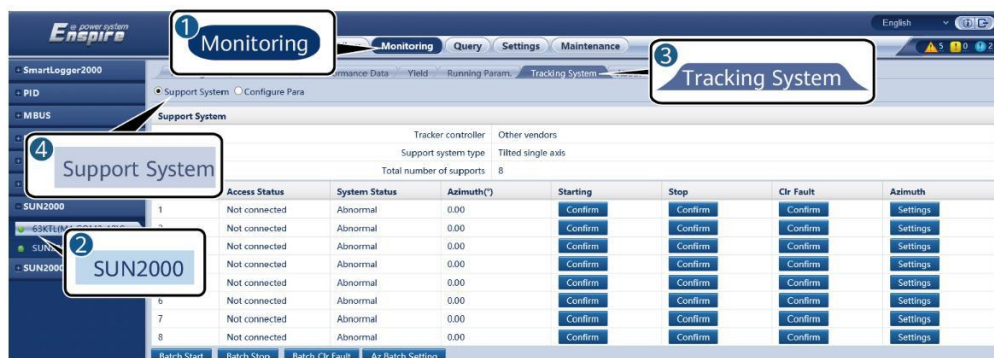 e power system
Enspire
English
1
Monitoring
Monitoring Query Settings Maintenance
5 0 2
3
Tracking System
SmartLogger2000
Performance Data Yield Running Param. Tracking System
PID
Support System Configure Para
MBUS
Support System
Tracker controller Other vendors
4
Support System
Support system type Tilted single axis
Total number of supports 8
Access Status System Status Azimuth(°) Starting Stop Clr Fault Azimuth
SUN2000
1 Not connected Abnormal 0.00 Confirm Confirm Confirm Settings
Not connected Abnormal 0.00 Confirm Confirm Confirm Settings
2
SUN2000
Not connected Abnormal 0.00 Confirm Confirm Confirm Settings
SUN2000
Not connected Abnormal 0.00 Confirm Confirm Confirm Settings
Not connected Abnormal 0.00 Confirm Confirm Confirm Settings
6 Not connected Abnormal 0.00 Confirm Confirm Confirm Settings
7 Not connected Abnormal 0.00 Confirm Confirm Confirm Settings
8 Not connected Abnormal 0.00 Confirm Confirm Confirm Settings
Batch Start Batch Stop Batch Clr Fault Az Batch Setting